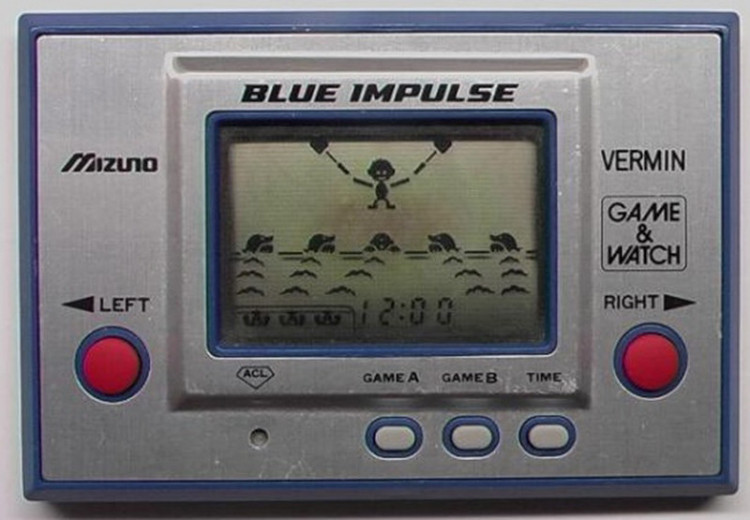 BLUE IMPULSE
MIZUNO
VERMIN
GAME
&
WATCH
LEFT
RIGHT
12:00
ACL
GAME A
GAME B
TIME